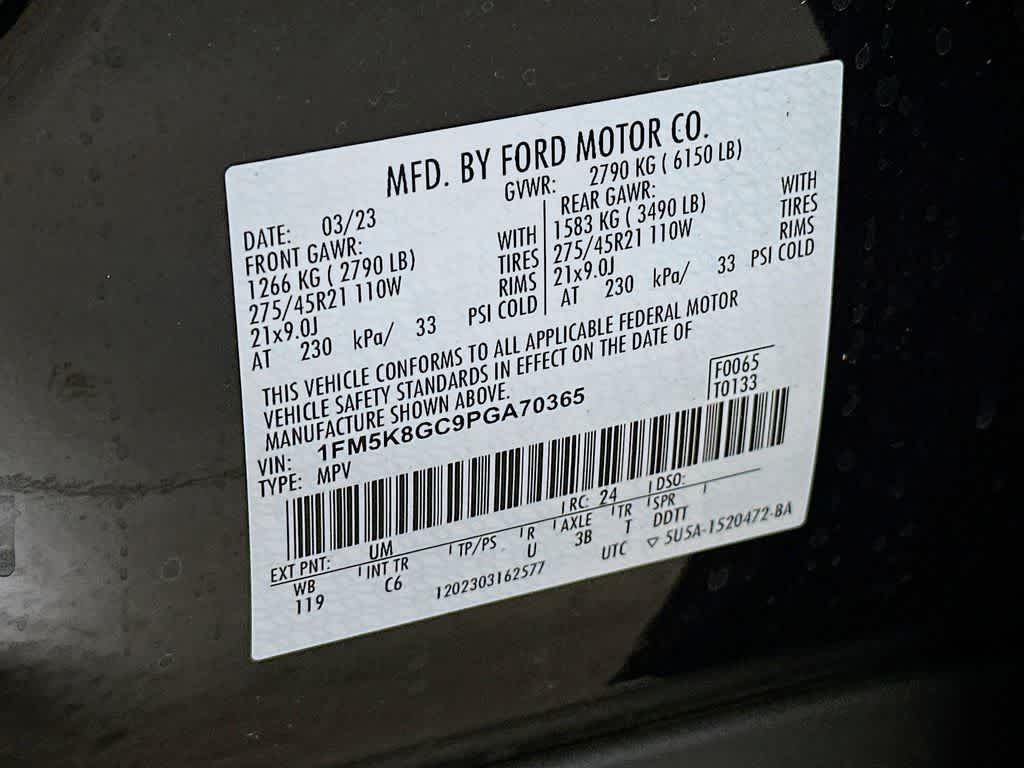 MFD. BY FORD MOTOR CO.
DATE: 03/23 GVWR: 2790 KG ( 6150 LB)
FRONT GAWR: REAR GAWR:
1266 KG ( 2790 LB) WITH 1583 KG ( 3490 LB) WITH
275/45R21 110W TIRES 275/45R21 110W TIRES
21x9.0J RIMS 21x9.0J RIMS
AT 230 kPa/ 33 PSI COLD AT 230 kPa/ 33 PSI COLD
THIS VEHICLE CONFORMS TO ALL APPLICABLE FEDERAL MOTOR
VEHICLE SAFETY STANDARDS IN EFFECT ON THE DATE OF
MANUFACTURE SHOWN ABOVE.
F0065
T0133
VIN: 1FM5K8GC9PGA70365
TYPE: MPV
EXT PNT: UM RC: 24 DSO:
WB INT TR TP/PS R AXLE TR SPR
119 C6 U 3B T DDTT
1202303162577 UTC ▽ 5U5A-1520472-BA